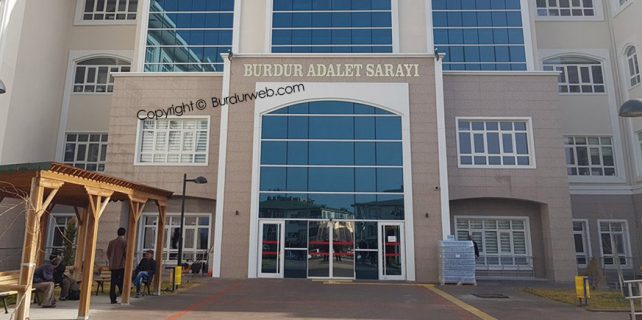 BURDUR ADALET SARAYI
Copyright © Burdurweb.com